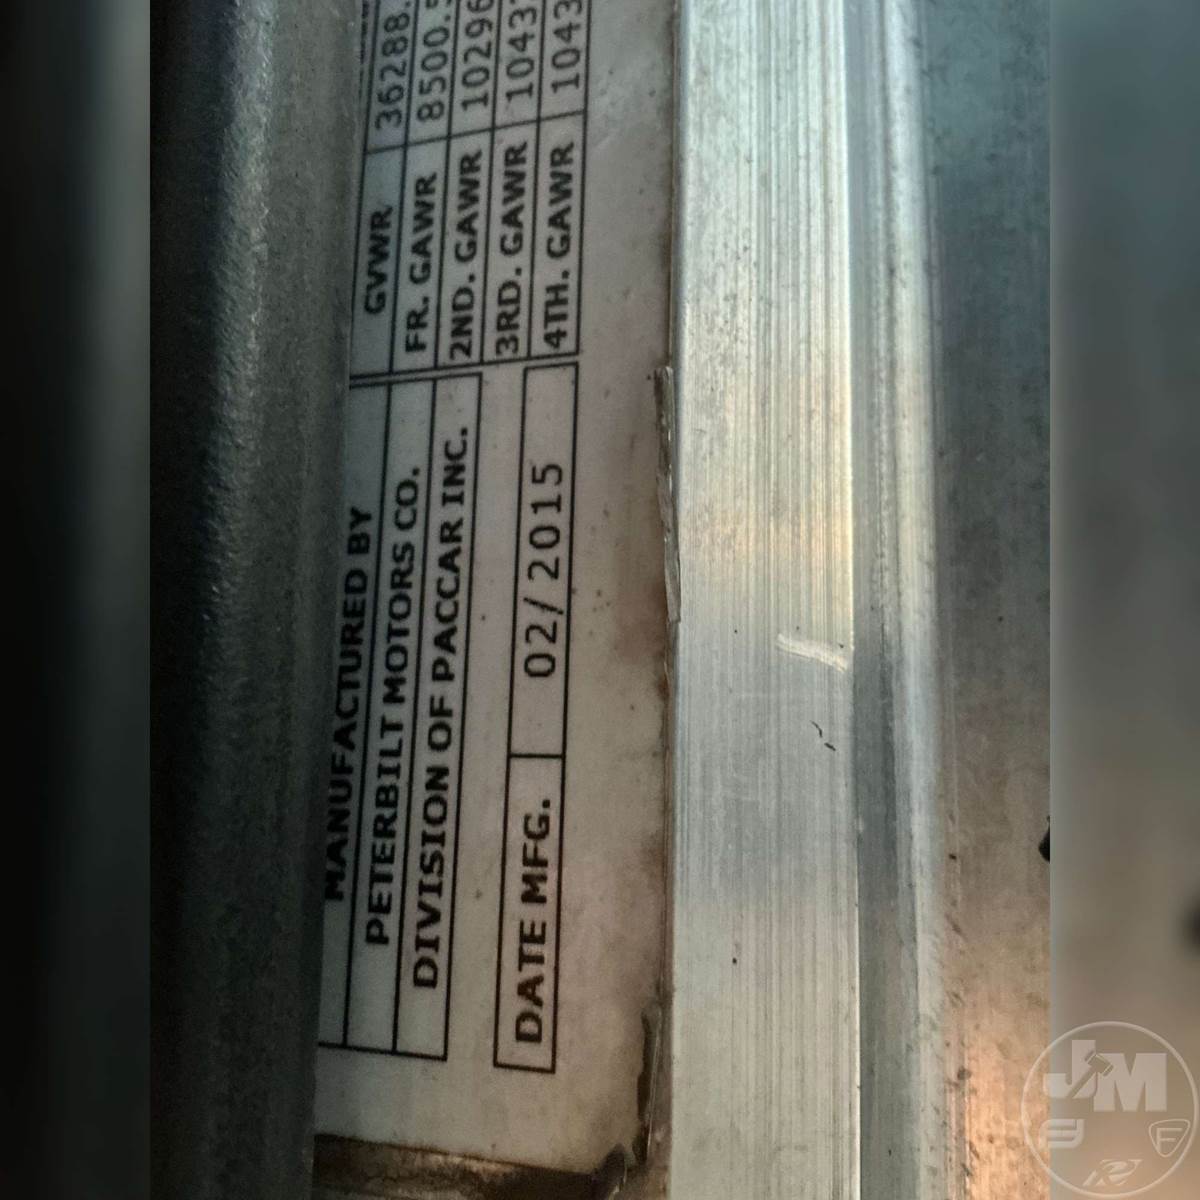 MANUFACTURED BY
PETERBILT MOTORS CO.
DIVISION OF PACCAR INC.
DATE MFG. 02/2015
GVWR 36288.
FR. GAWR 8500.
2ND. GAWR 10296
3RD. GAWR 1043
4TH. GAWR 1043
JM